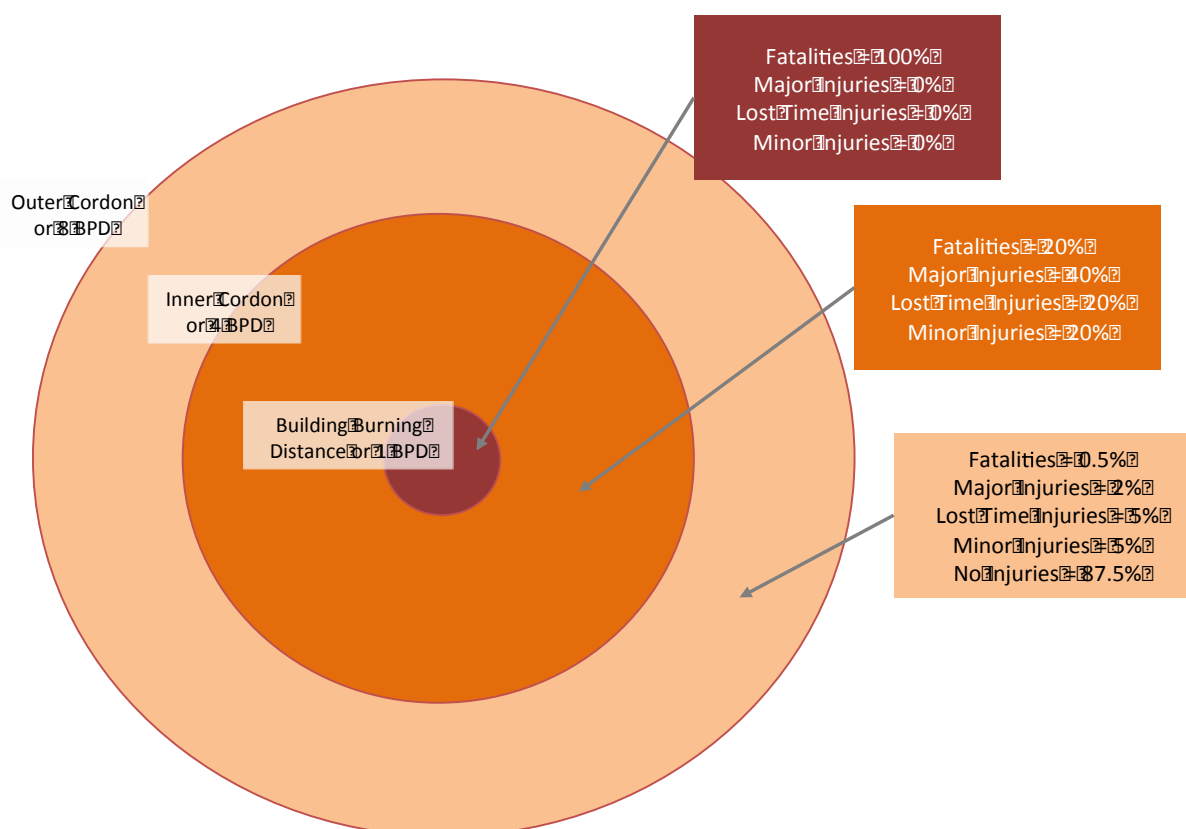 Fatalities = 100%
Major Injuries = 0%
Lost Time Injuries = 0%
Minor Injuries = 0%
Outer Cordon
or 8 BPD
Fatalities = 20%
Major Injuries = 40%
Lost Time Injuries = 20%
Minor Injuries = 20%
Inner Cordon
or 4 BPD
Building Burning
Distance or 1 BPD
Fatalities = 0.5%
Major Injuries = 2%
Lost Time Injuries = 5%
Minor Injuries = 5%
No Injuries = 87.5%